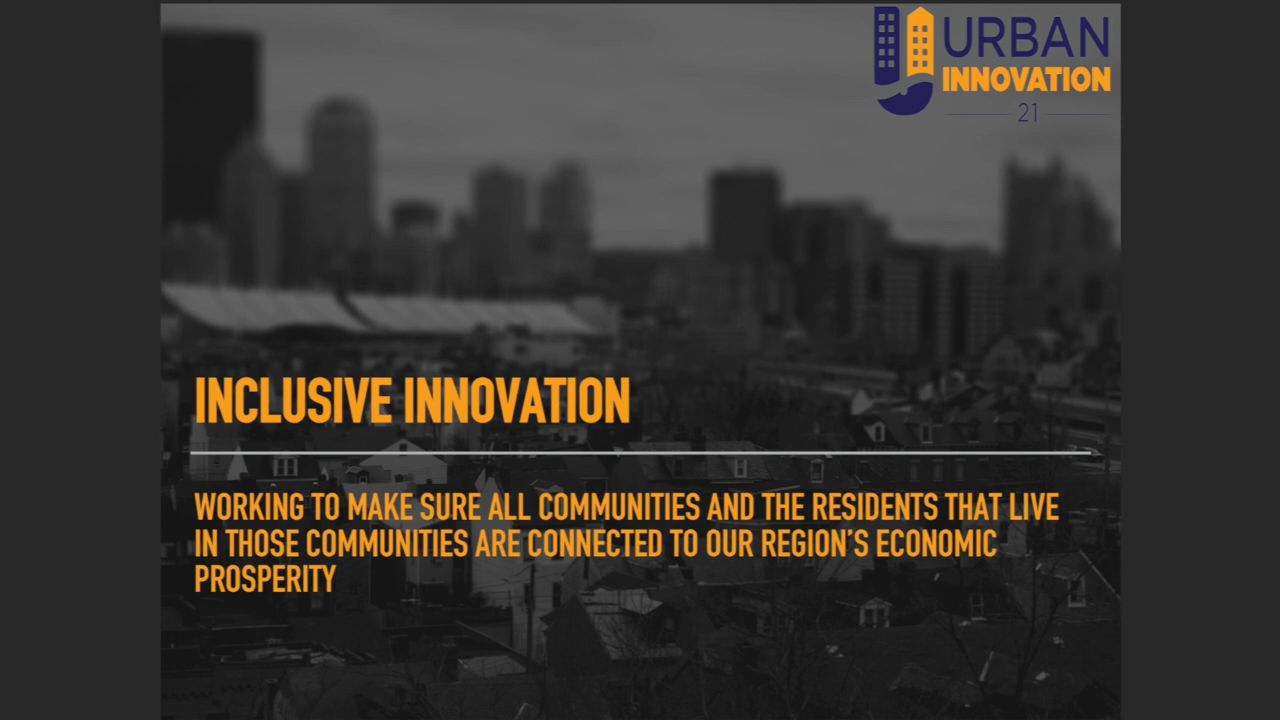 URBAN
INNOVATION
21
INCLUSIVE INNOVATION
WORKING TO MAKE SURE ALL COMMUNITIES AND THE RESIDENTS THAT LIVE
IN THOSE COMMUNITIES ARE CONNECTED TO OUR REGION’S ECONOMIC
PROSPERITY